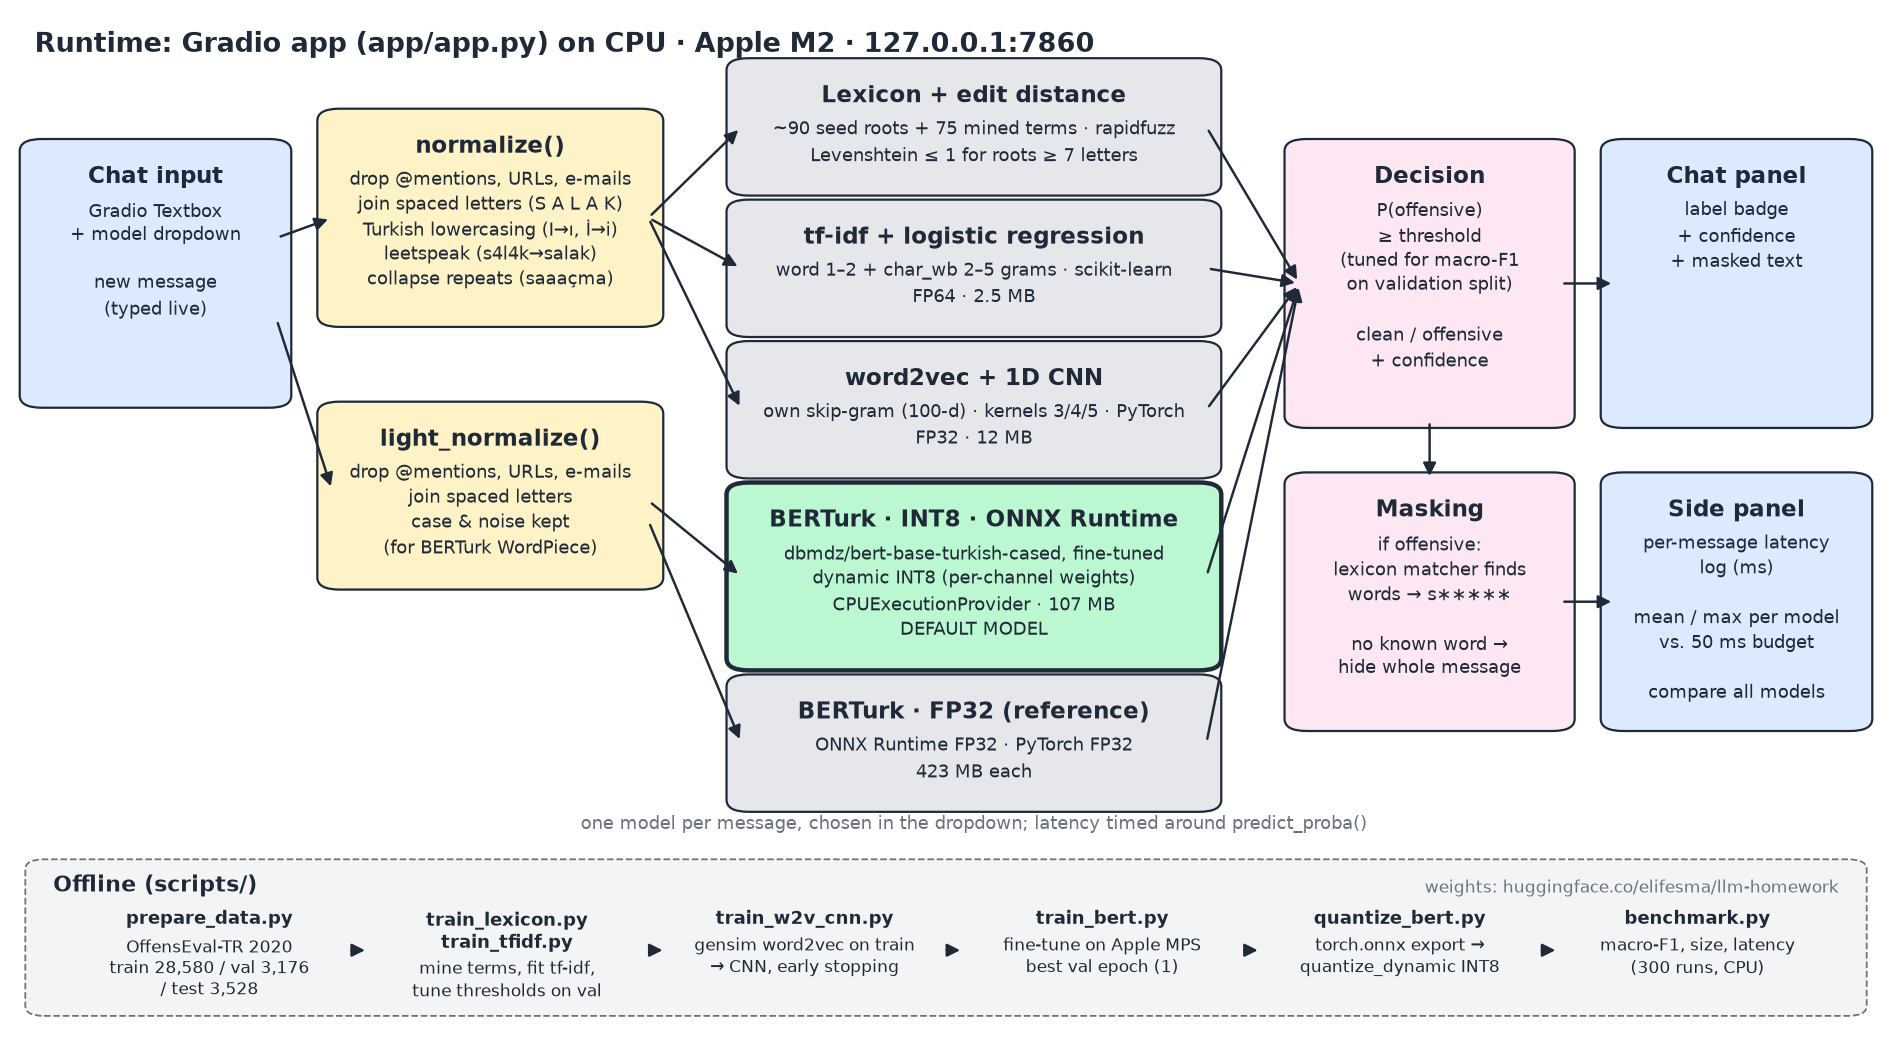 Runtime: Gradio app (app/app.py) on CPU · Apple M2 · 127.0.0.1:7860
Chat input
Gradio Textbox
+ model dropdown
new message
(typed live)
normalize()
drop @mentions, URLs, e-mails
join spaced letters (S A L A K)
Turkish lowercasing (I→ı, İ→i)
leetspeak (s4l4k→salak)
collapse repeats (saaaçma)
light_normalize()
drop @mentions, URLs, e-mails
join spaced letters
case & noise kept
(for BERTurk WordPiece)
Lexicon + edit distance
~90 seed roots + 75 mined terms · rapidfuzz
Levenshtein ≤ 1 for roots ≥ 7 letters
tf-idf + logistic regression
word 1–2 + char_wb 2–5 grams · scikit-learn
FP64 · 2.5 MB
word2vec + 1D CNN
own skip-gram (100-d) · kernels 3/4/5 · PyTorch
FP32 · 12 MB
BERTurk · INT8 · ONNX Runtime
dbmdz/bert-base-turkish-cased, fine-tuned
dynamic INT8 (per-channel weights)
CPUExecutionProvider · 107 MB
DEFAULT MODEL
BERTurk · FP32 (reference)
ONNX Runtime FP32 · PyTorch FP32
423 MB each
Decision
P(offensive)
≥ threshold
(tuned for macro-F1
on validation split)
clean / offensive
+ confidence
Chat panel
label badge
+ confidence
+ masked text
Masking
if offensive:
lexicon matcher finds
words → s∗∗∗∗∗
no known word →
hide whole message
Side panel
per-message latency
log (ms)
mean / max per model
vs. 50 ms budget
compare all models
one model per message, chosen in the dropdown; latency timed around predict_proba()
Offline (scripts/)
weights: huggingface.co/elifesma/llm-homework
prepare_data.py
OffensEval-TR 2020
train 28,580 / val 3,176
/ test 3,528
train_lexicon.py
train_tfidf.py
mine terms, fit tf-idf,
tune thresholds on val
train_w2v_cnn.py
gensim word2vec on train
→ CNN, early stopping
train_bert.py
fine-tune on Apple MPS
best val epoch (1)
quantize_bert.py
torch.onnx export →
quantize_dynamic INT8
benchmark.py
macro-F1, size, latency
(300 runs, CPU)